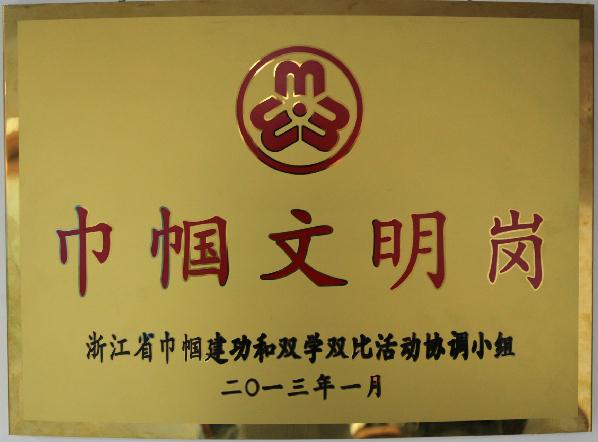 巾帼文明岗
浙江省巾帼建功和双学双比活动协调小组
二〇一三年一月